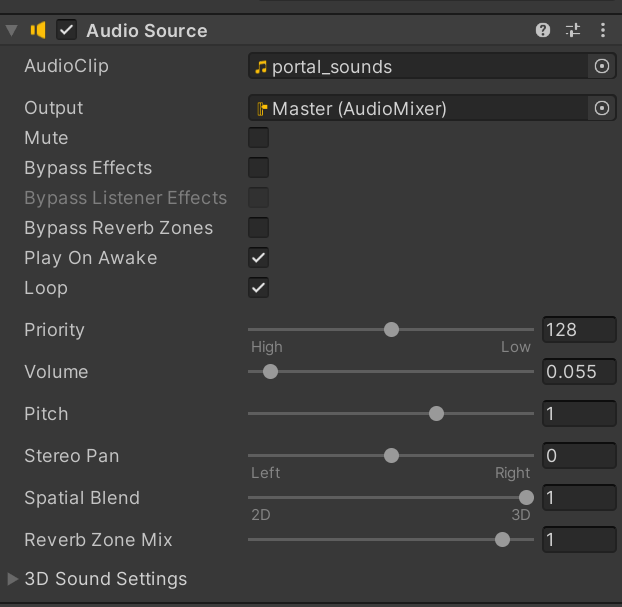 Audio Source
AudioClip portal_sounds
Output Master (AudioMixer)
Mute
Bypass Effects
Bypass Listener Effects
Bypass Reverb Zones
Play On Awake
Loop
Priority 128
High Low
Volume 0.055
Pitch 1
Stereo Pan 0
Left Right
Spatial Blend 1
2D 3D
Reverb Zone Mix 1
3D Sound Settings